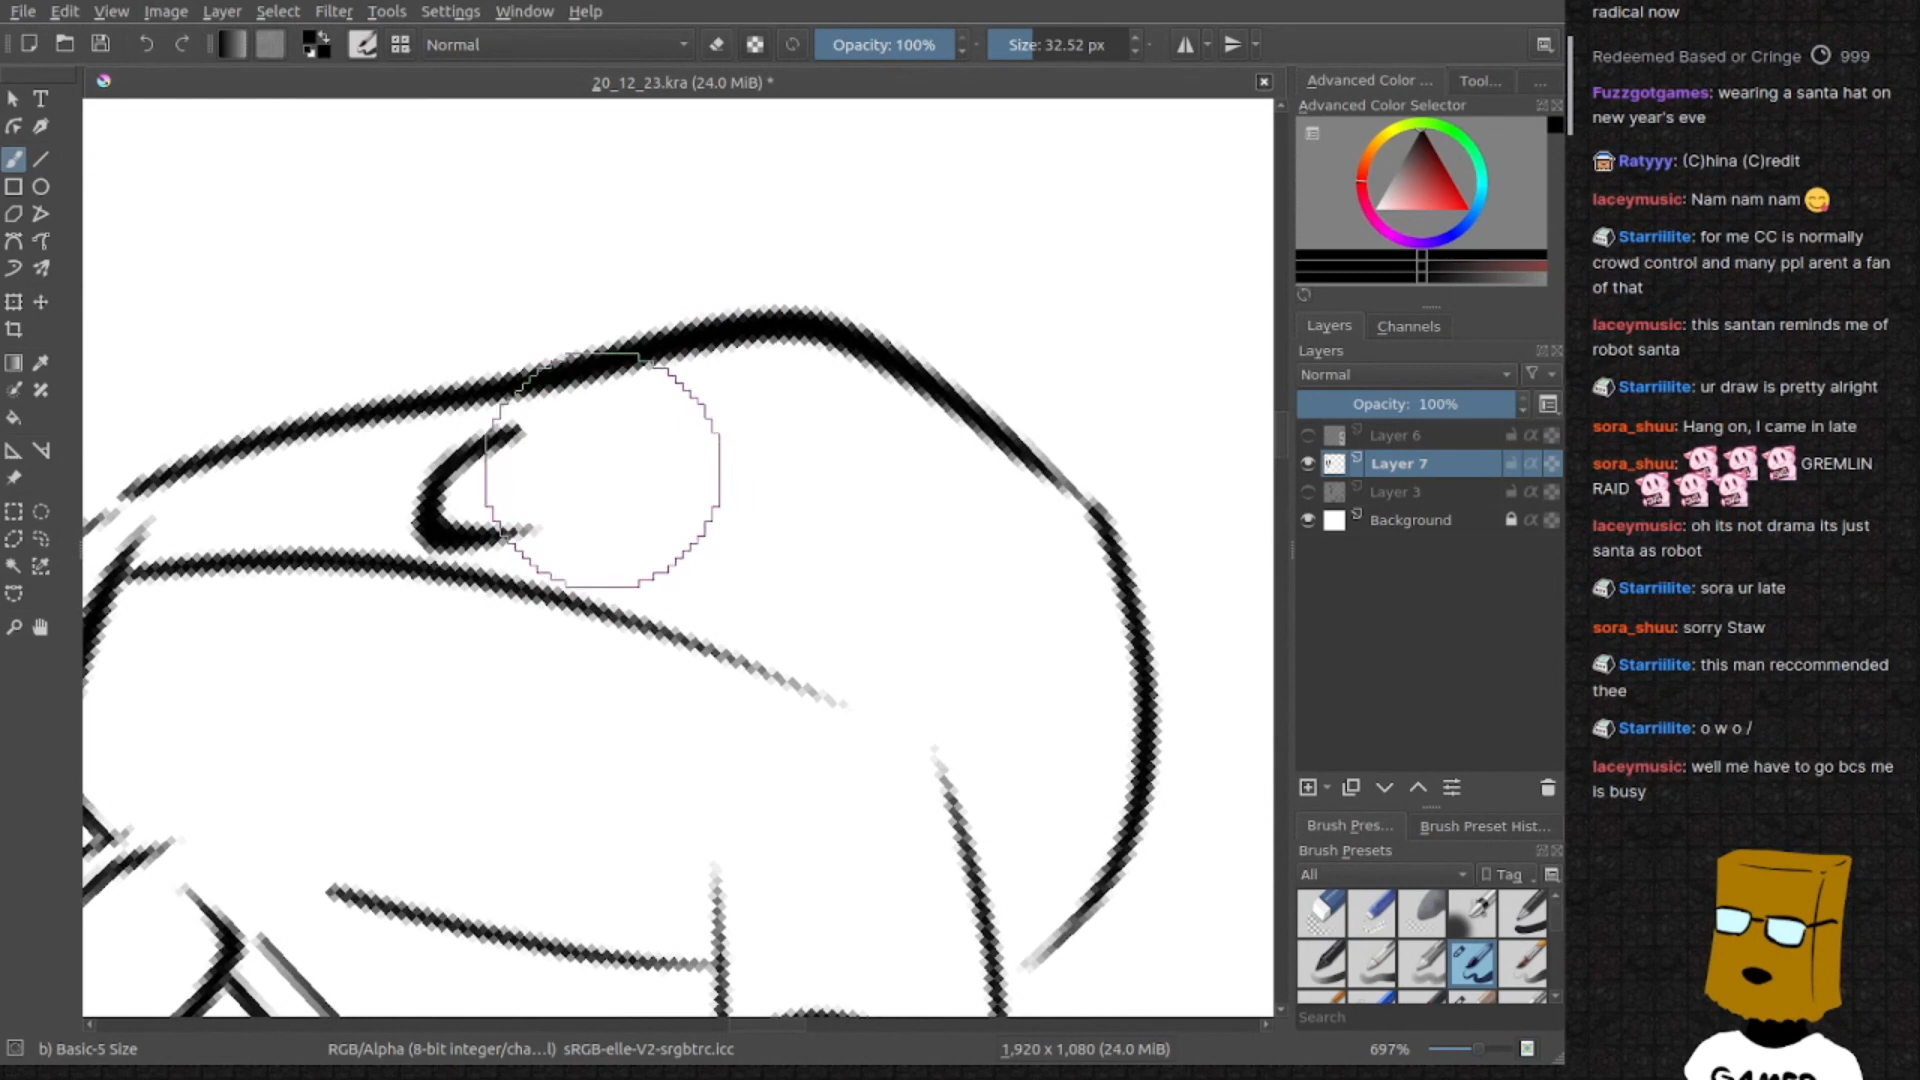 File Edit View Image Layer Select Filter Tools Settings Window Help
Normal Opacity: 100% Size: 32.52 px
20_12_23.kra (24.0 MiB) *
Advanced Color ... Tool... ...
Advanced Color Selector
Layers Channels
Layers
Normal
Opacity: 100%
Layer 6
Layer 7
Layer 3
Background
Brush Pres... Brush Preset Hist...
Brush Presets
All Tag
Search
b) Basic-5 Size RGB/Alpha (8-bit integer/cha...l) sRGB-elle-V2-srgbtrc.icc 1,920 x 1,080 (24.0 MiB) 697%
radical now
Redeemed Based or Cringe 999
Fuzzgotgames: wearing a santa hat on
new year's eve
Ratyyy: (C)hina (C)redit
laceymusic: Nam nam nam 😋
Starriilite: for me CC is normally
crowd control and many ppl arent a fan
of that
laceymusic: this santan reminds me of
robot santa
Starriilite: ur draw is pretty alright
sora_shuu: Hang on, I came in late
sora_shuu: GREMLIN
RAID
laceymusic: oh its not drama its just
santa as robot
Starriilite: sora ur late
sora_shuu: sorry Staw
Starriilite: this man reccommended
thee
Starriilite: o w o /
laceymusic: well me have to go bcs me
is busy
GAMER